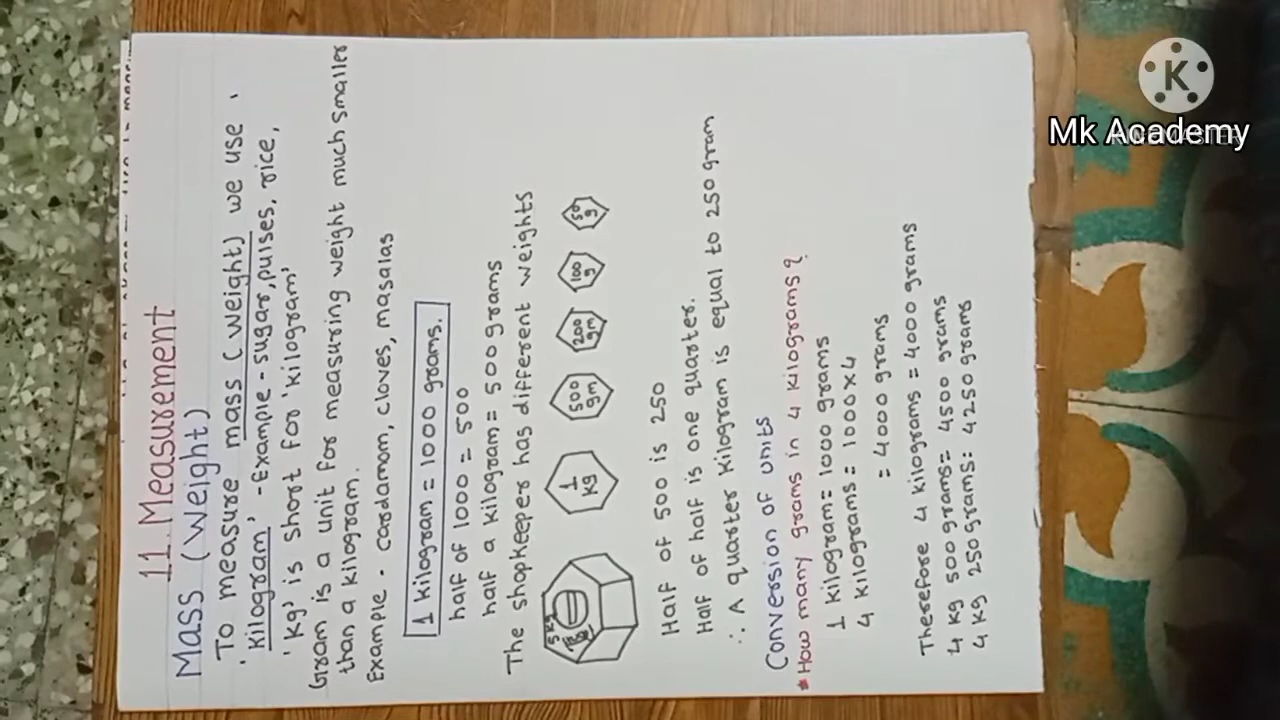 11. Measurement
Mass (Weight)
'To measure mass (Weight) we use '
'kilogram' - Example - sugar, pulses, rice,
'kg' is short for 'kilogram'
Gram is a unit for measuring weight much smaller
than a kilogram.
Example - cardamom, cloves, masalas
1 kilogram = 1000 grams.
half of 1000 = 500
half a kilogram = 500 grams
The shopkeeper has different weights
5 kg
1 kg
500 gm
200 gm
100 g
50 g
Half of 500 is 250
Half of half is one quarter.
∴ A quarter kilogram is equal to 250 gram
Conversion of units
* How many grams in 4 kilograms?
1 kilogram = 1000 grams
4 kilograms = 1000 x 4
= 4000 grams
Therefore 4 kilograms = 4000 grams
4 kg 500 grams = 4500 grams
4 kg 250 grams: 4250 grams
K
Mk Academy
KINEMASTER